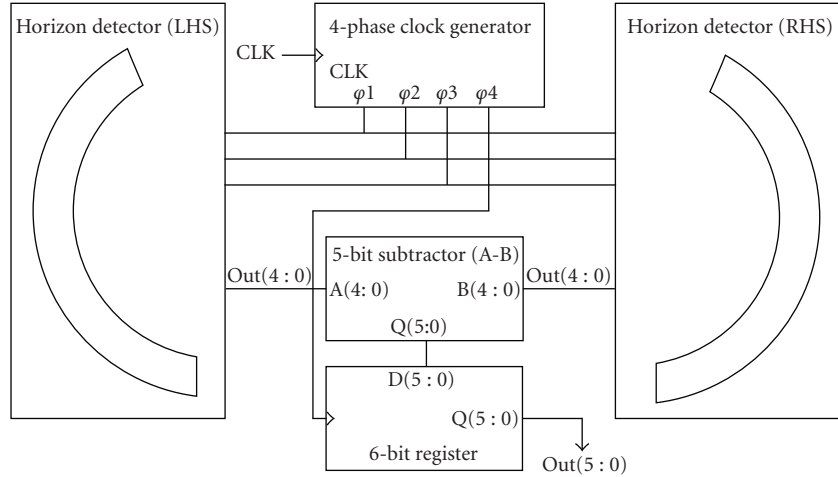 Horizon detector (LHS)
4-phase clock generator
Horizon detector (RHS)
CLK
CLK
φ1 φ2 φ3 φ4
5-bit subtractor (A-B)
Out(4 : 0)
Out(4 : 0)
A(4: 0)
B(4 : 0)
Q(5:0)
D(5 : 0)
Q(5 : 0)
6-bit register
Out(5 : 0)